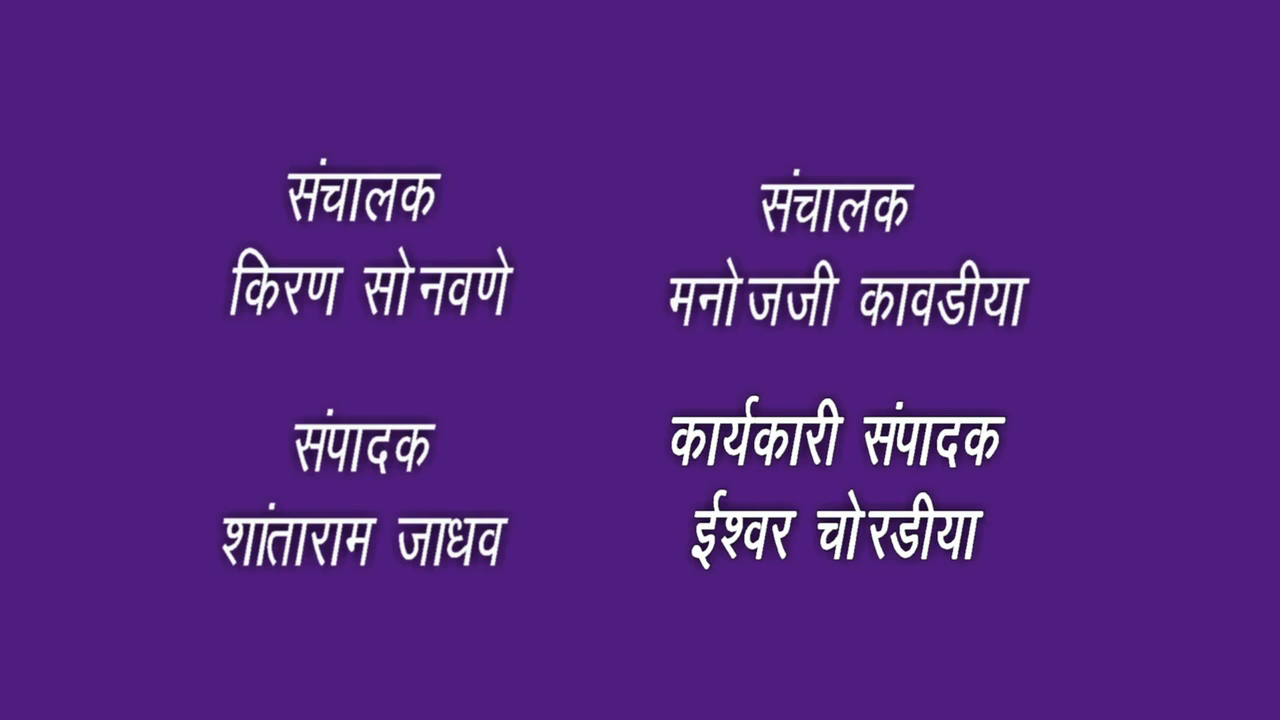 संचालक
किरण सोनवणे
संचालक
मनोजजी कावडीया
संपादक
शांताराम जाधव
कार्यकारी संपादक
ईश्वर चोरडीया